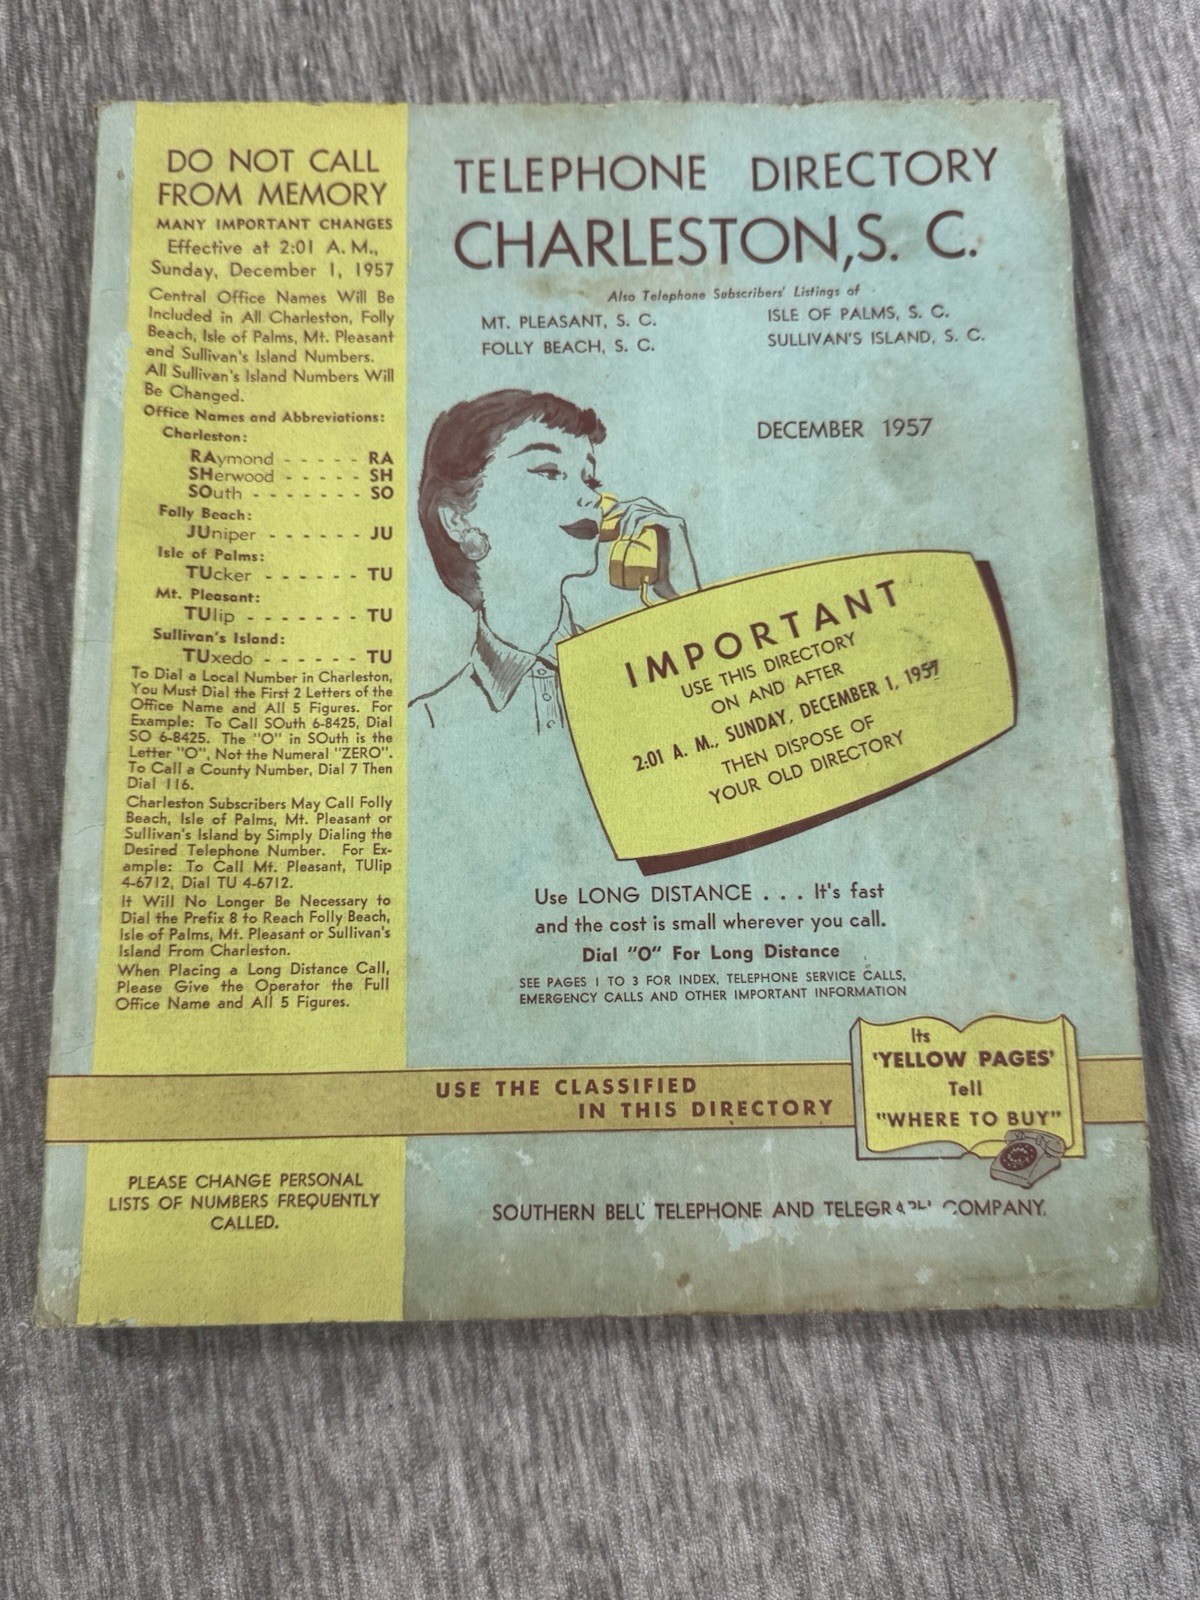 DO NOT CALL
FROM MEMORY
MANY IMPORTANT CHANGES
Effective at 2:01 A. M.,
Sunday, December 1, 1957
Central Office Names Will Be
Included in All Charleston, Folly
Beach, Isle of Palms, Mt. Pleasant
and Sullivan's Island Numbers.
All Sullivan's Island Numbers Will
Be Changed.
Office Names and Abbreviations:
Charleston:
RAymond - - - - - RA
SHerwood - - - - - SH
SOuth - - - - - - - SO
Folly Beach:
JUniper - - - - - - JU
Isle of Palms:
TUcker - - - - - - TU
Mt. Pleasant:
TUlip - - - - - - - TU
Sullivan's Island:
TUxedo - - - - - - TU
To Dial a Local Number in Charleston,
You Must Dial the First 2 Letters of the
Office Name and All 5 Figures. For
Example: To Call SOuth 6-8425, Dial
SO 6-8425. The "O" in SOuth is the
Letter "O", Not the Numeral "ZERO".
To Call a County Number, Dial 7 Then
Dial 116.
Charleston Subscribers May Call Folly
Beach, Isle of Palms, Mt. Pleasant or
Sullivan's Island by Simply Dialing the
Desired Telephone Number. For Ex-
ample: To Call Mt. Pleasant, TUlip
4-6712, Dial TU 4-6712.
It Will No Longer Be Necessary to
Dial the Prefix 8 to Reach Folly Beach,
Isle of Palms, Mt. Pleasant or Sullivan's
Island From Charleston.
When Placing a Long Distance Call,
Please Give the Operator the Full
Office Name and All 5 Figures.
PLEASE CHANGE PERSONAL
LISTS OF NUMBERS FREQUENTLY
CALLED.
TELEPHONE DIRECTORY
CHARLESTON, S. C.
Also Telephone Subscribers' Listings of
MT. PLEASANT, S. C. ISLE OF PALMS, S. C.
FOLLY BEACH, S. C. SULLIVAN'S ISLAND, S. C.
DECEMBER 1957
IMPORTANT
USE THIS DIRECTORY
ON AND AFTER
2:01 A. M., SUNDAY, DECEMBER 1, 1957
THEN DISPOSE OF
YOUR OLD DIRECTORY
Use LONG DISTANCE . . . It's fast
and the cost is small wherever you call.
Dial "O" For Long Distance
SEE PAGES 1 TO 3 FOR INDEX, TELEPHONE SERVICE CALLS,
EMERGENCY CALLS AND OTHER IMPORTANT INFORMATION
USE THE CLASSIFIED
IN THIS DIRECTORY
Its
'YELLOW PAGES'
Tell
"WHERE TO BUY"
SOUTHERN BELL TELEPHONE AND TELEGRAPH COMPANY.